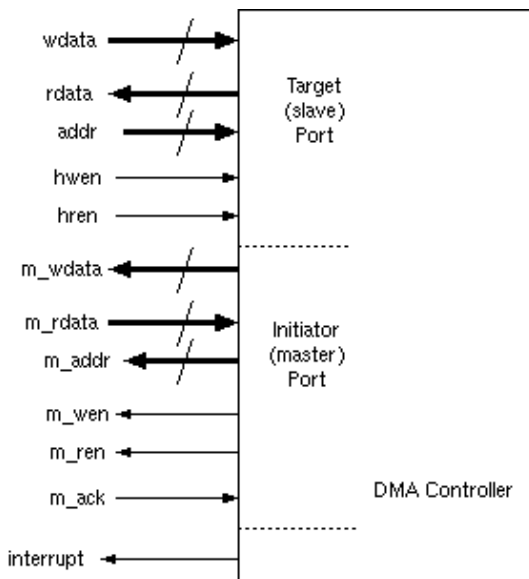 wdata
rdata
addr
hwen
hren
Target
(slave)
Port
m_wdata
m_rdata
m_addr
m_wen
m_ren
m_ack
Initiator
(master)
Port
DMA Controller
interrupt